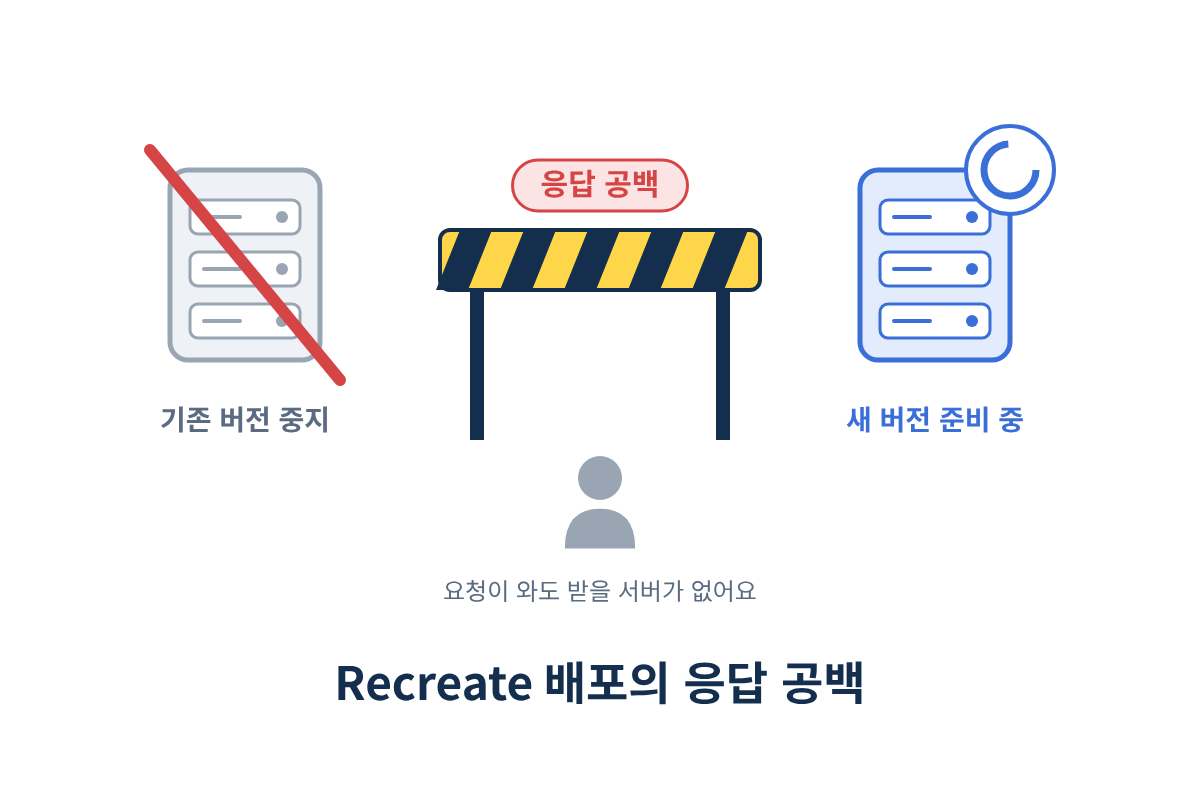 응답 공백
기존 버전 중지
새 버전 준비 중
요청이 와도 받을 서버가 없어요
Recreate 배포의 응답 공백